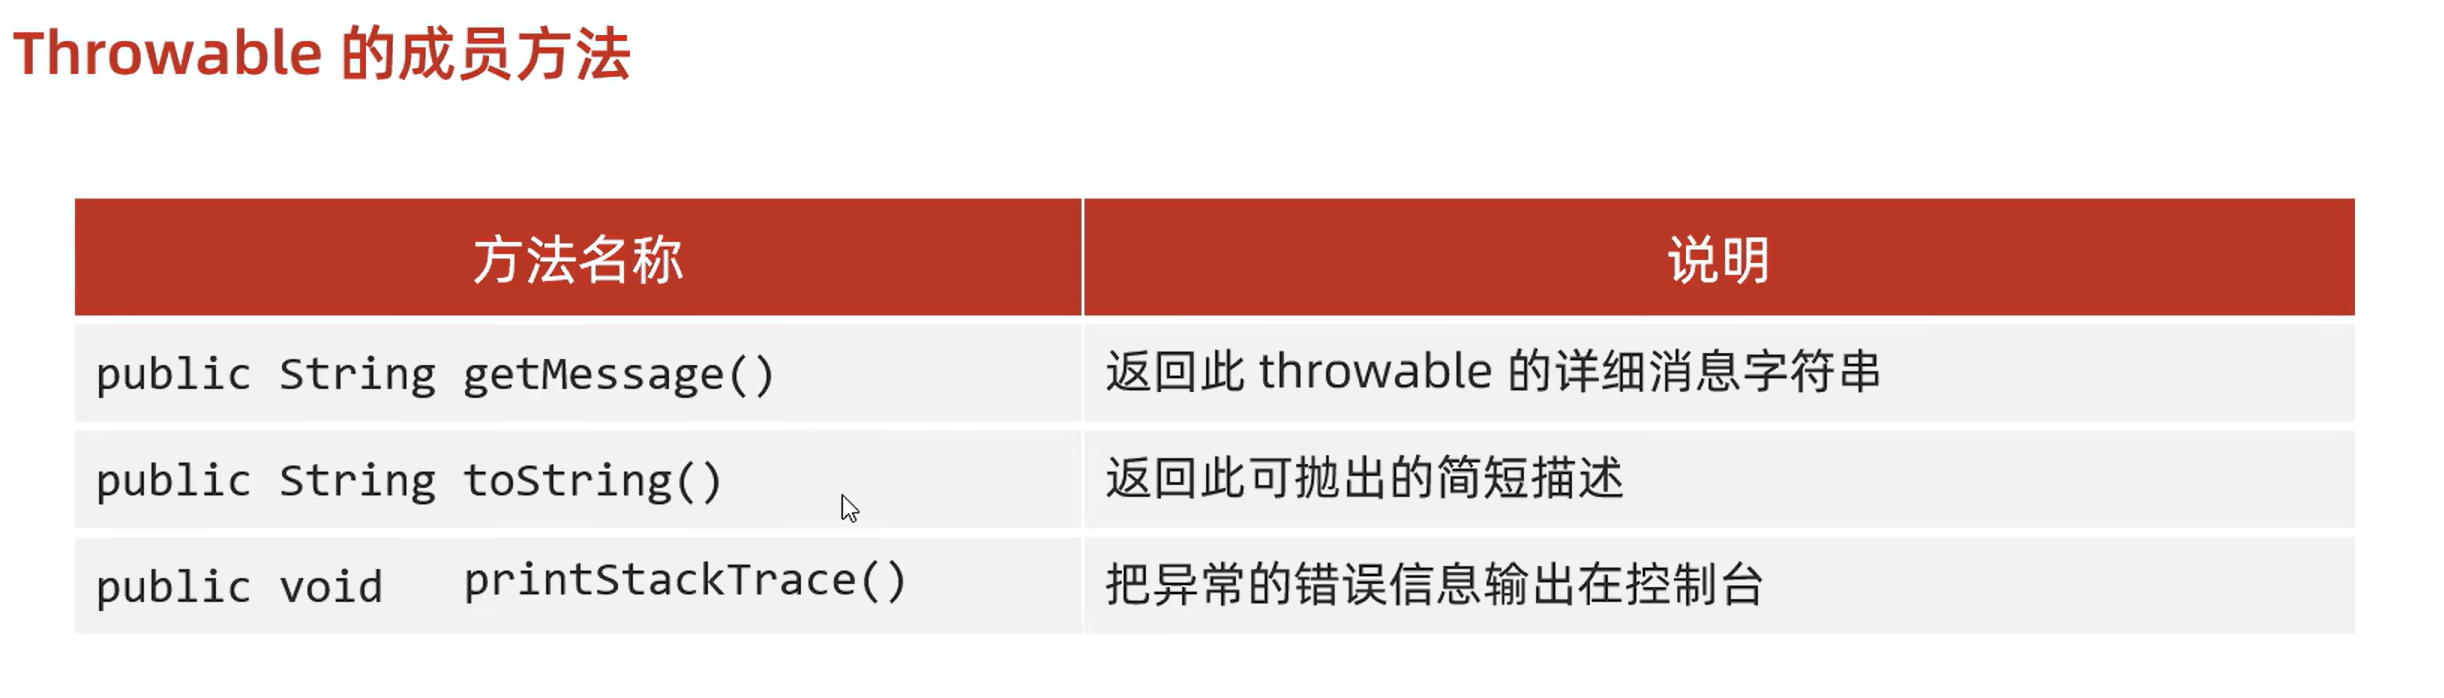 Throwable 的成员方法
方法名称 说明
public String getMessage() 返回此 throwable 的详细消息字符串
public String toString() 返回此可抛出的简短描述
public void printStackTrace() 把异常的错误信息输出在控制台